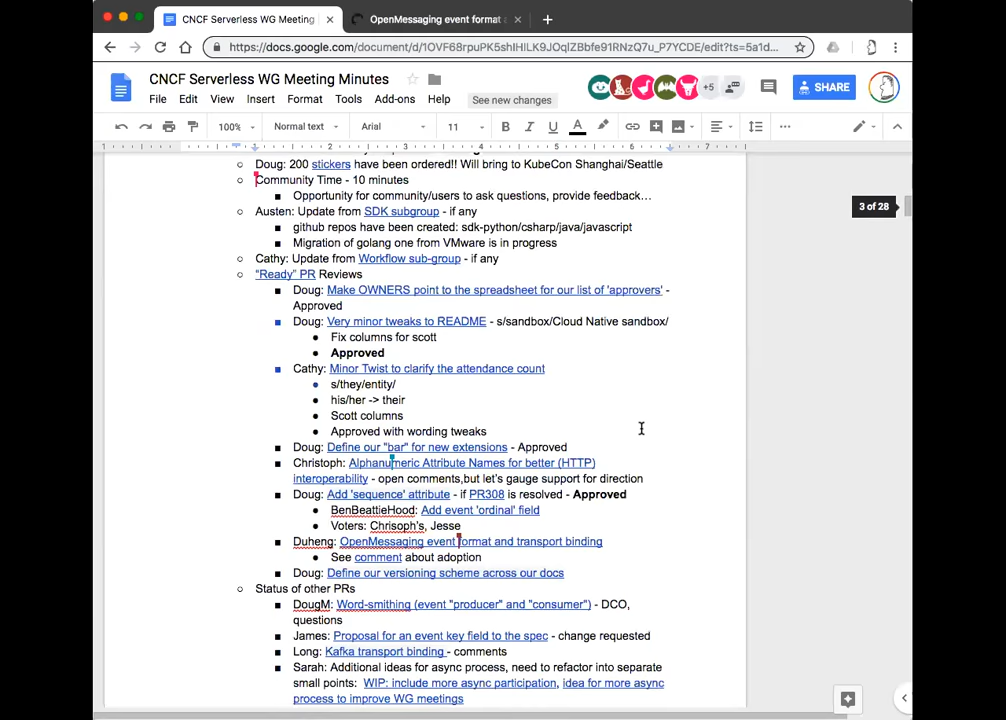 CNCF Serverless WG Meeting
OpenMessaging event format
https://docs.google.com/document/d/1OVF68rpuPK5shIHILK9JOqlZBbfe91RNzQ7u_P7YCDE/edit?ts=5a1d...
CNCF Serverless WG Meeting Minutes
+5
SHARE
File Edit View Insert Format Tools Add-ons Help See new changes
100% Normal text Arial 11 B I U A
1 1 2 3 4 5 6 7
Doug: 200 stickers have been ordered!! Will bring to KubeCon Shanghai/Seattle
Community Time - 10 minutes
Opportunity for community/users to ask questions, provide feedback…
3 of 28
Austen: Update from SDK subgroup - if any
github repos have been created: sdk-python/csharp/java/javascript
Migration of golang one from VMware is in progress
Cathy: Update from Workflow sub-group - if any
“Ready” PR Reviews
Doug: Make OWNERS point to the spreadsheet for our list of 'approvers' -
Approved
Doug: Very minor tweaks to README - s/sandbox/Cloud Native sandbox/
Fix columns for scott
Approved
Cathy: Minor Twist to clarify the attendance count
s/they/entity/
his/her -> their
Scott columns
Approved with wording tweaks
Doug: Define our "bar" for new extensions - Approved
Christoph: Alphanumeric Attribute Names for better (HTTP)
interoperability - open comments,but let’s gauge support for direction
Doug: Add 'sequence' attribute - if PR308 is resolved - Approved
BenBeattieHood: Add event 'ordinal' field
Voters: Chrisoph’s, Jesse
Duheng: OpenMessaging event format and transport binding
See comment about adoption
Doug: Define our versioning scheme across our docs
Status of other PRs
DougM: Word-smithing (event "producer" and "consumer") - DCO,
questions
James: Proposal for an event key field to the spec - change requested
Long: Kafka transport binding - comments
Sarah: Additional ideas for async process, need to refactor into separate
small points: WIP: include more async participation, idea for more async
process to improve WG meetings